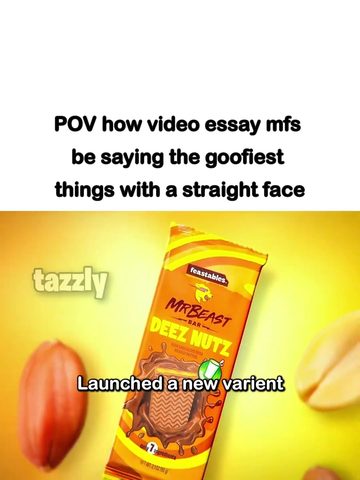 POV how video essay mfs
be saying the goofiest
things with a straight face
tazzly
feastables
MRBEAST
BAR
DEEZ NUTZ
Launched a new varient